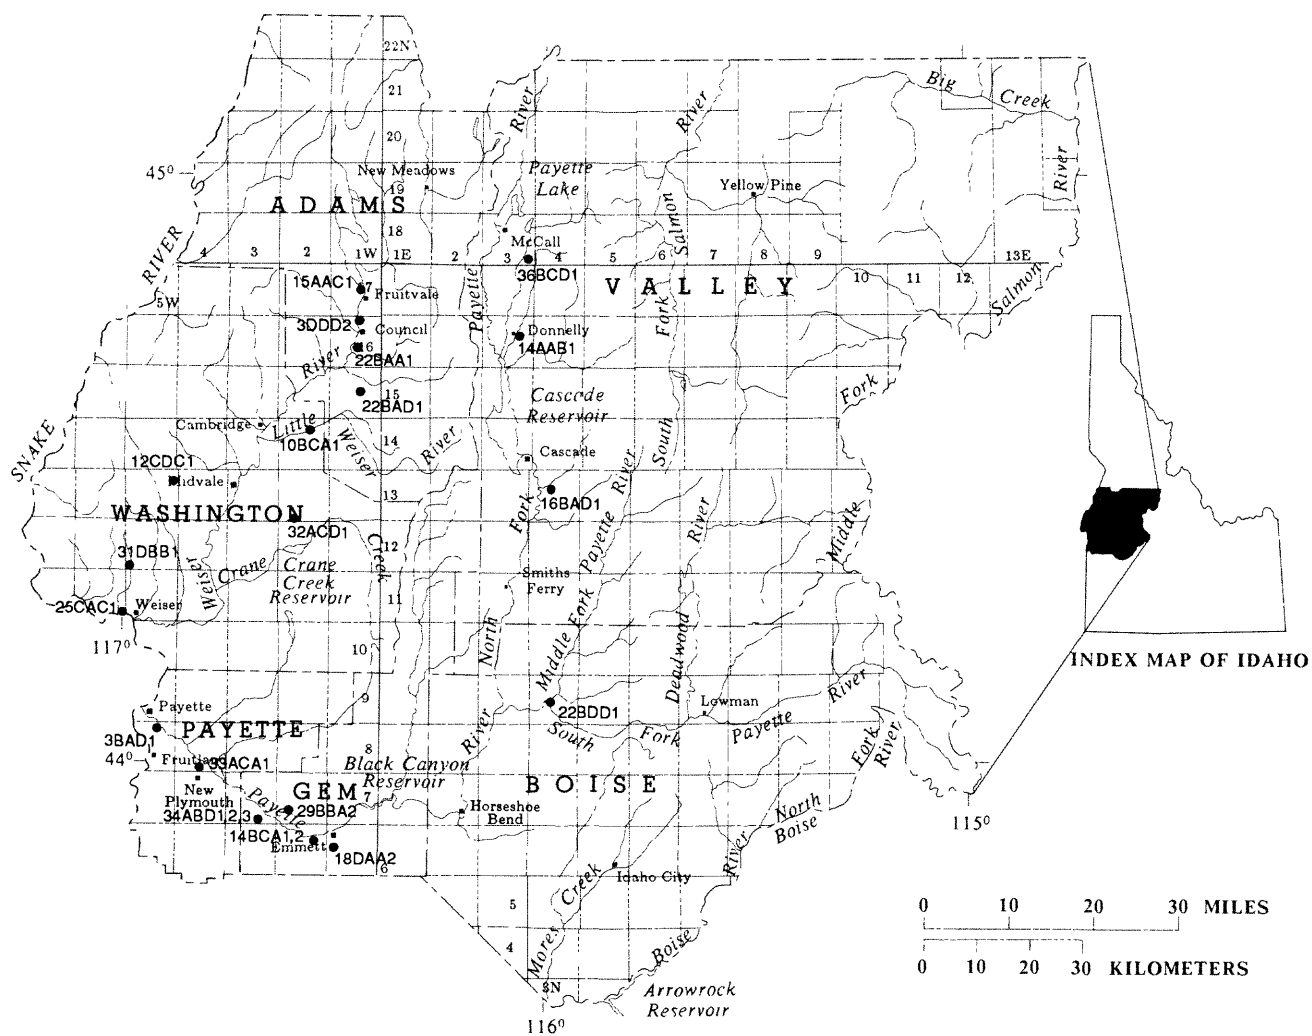 22N
21
20
45°
New Meadows
19
ADAMS
18
River
Payette
Lake
River
Big
Creek
River
Yellow Pine
Salmon
McCall
RIVER
4
3
2
1W
1E
2
3
4
5
6
7
8
9
13E
10
11
12
36BCD1
VALLEY
Salmon
15AAC1
Fruitvale
5W
3DDD2
Council
Payette
Donnelly
14AAB1
Fork
River
22BAA1
15
22BAD1
Cascade
Reservoir
Fork
Cambridge
Little
10BCA1
Weiser
14
River
South
SNAKE
12CDC1
Cascade
River
13
16BAD1
WASHINGTON
32ACD1
Fork
Payette
River
Middle
31DBB1
12
Creek
Crane
Crane
Creek
Reservoir
Weiser
Smiths
Ferry
11
25CAC1
Weiser
117°
10
North
Middle Fork
Deadwood
INDEX MAP OF IDAHO
9
Payette
22BDD1
Lowman
River
PAYETTE
3BAD1
River
South
Fork
Payette
Fork
River
44°
33ACA1
8
Black Canyon
Reservoir
BOISE
GEM
7
New
Plymouth
Payette
29BBA2
Horseshoe
Bend
North
Boise
34ABD1,2,3
14BCA1,2
Emmett
18DAA2
6
115°
River
Creek
Idaho City
5
4
Mores
Boise
0 10 20 30 MILES
0 10 20 30 KILOMETERS
Arrowrock
Reservoir
116°